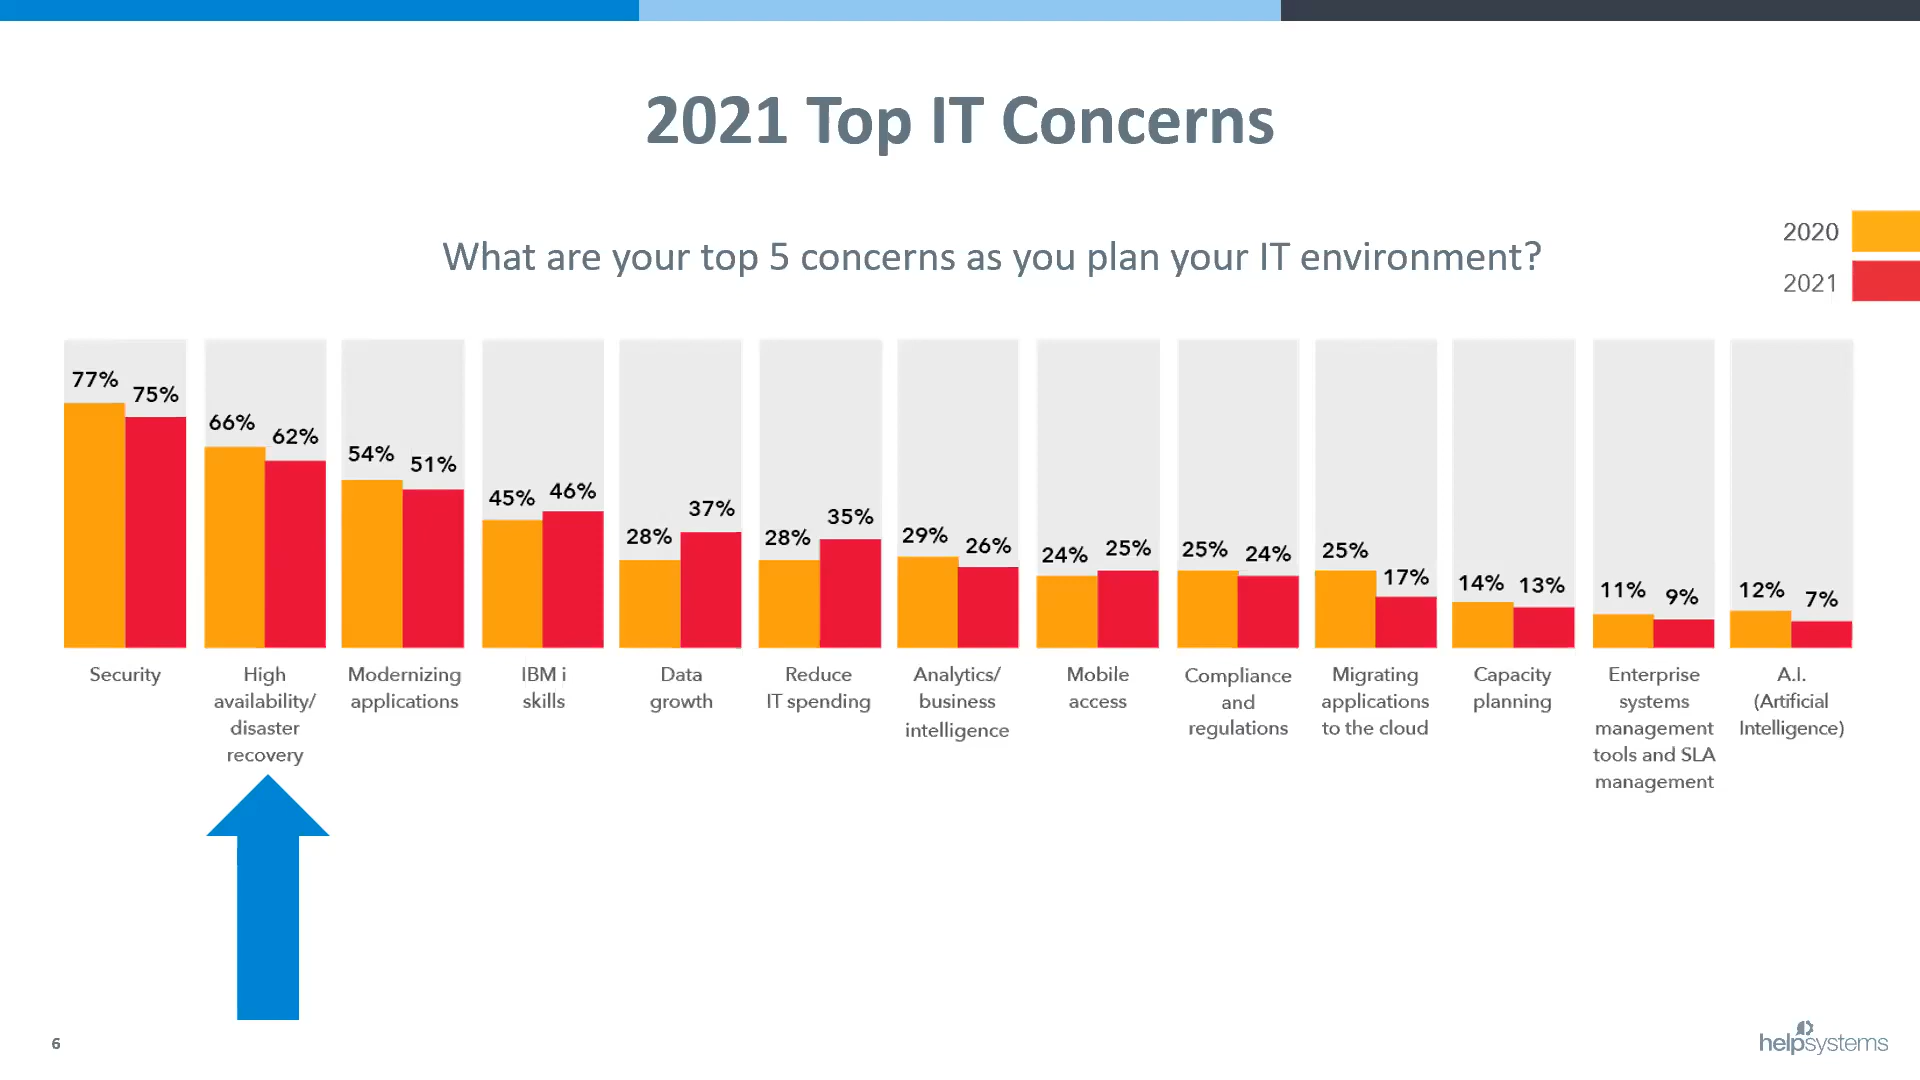 2021 Top IT Concerns
What are your top 5 concerns as you plan your IT environment?
2020
2021
77% 75%
66% 62%
54% 51%
45% 46%
28% 37%
28% 35%
29% 26%
24% 25%
25% 24%
25% 17%
14% 13%
11% 9%
12% 7%
Security
High
availability/
disaster
recovery
Modernizing
applications
IBM i
skills
Data
growth
Reduce
IT spending
Analytics/
business
intelligence
Mobile
access
Compliance
and
regulations
Migrating
applications
to the cloud
Capacity
planning
Enterprise
systems
management
tools and SLA
management
A.I.
(Artificial
Intelligence)
6
helpsystems